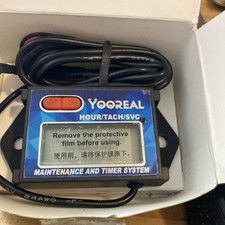 YOOREAL
HOUR/TACH/SVC
Remove the protective
film before using.
使用前，请将保护膜撕下。
MAINTENANCE AND TIMER SYSTEM